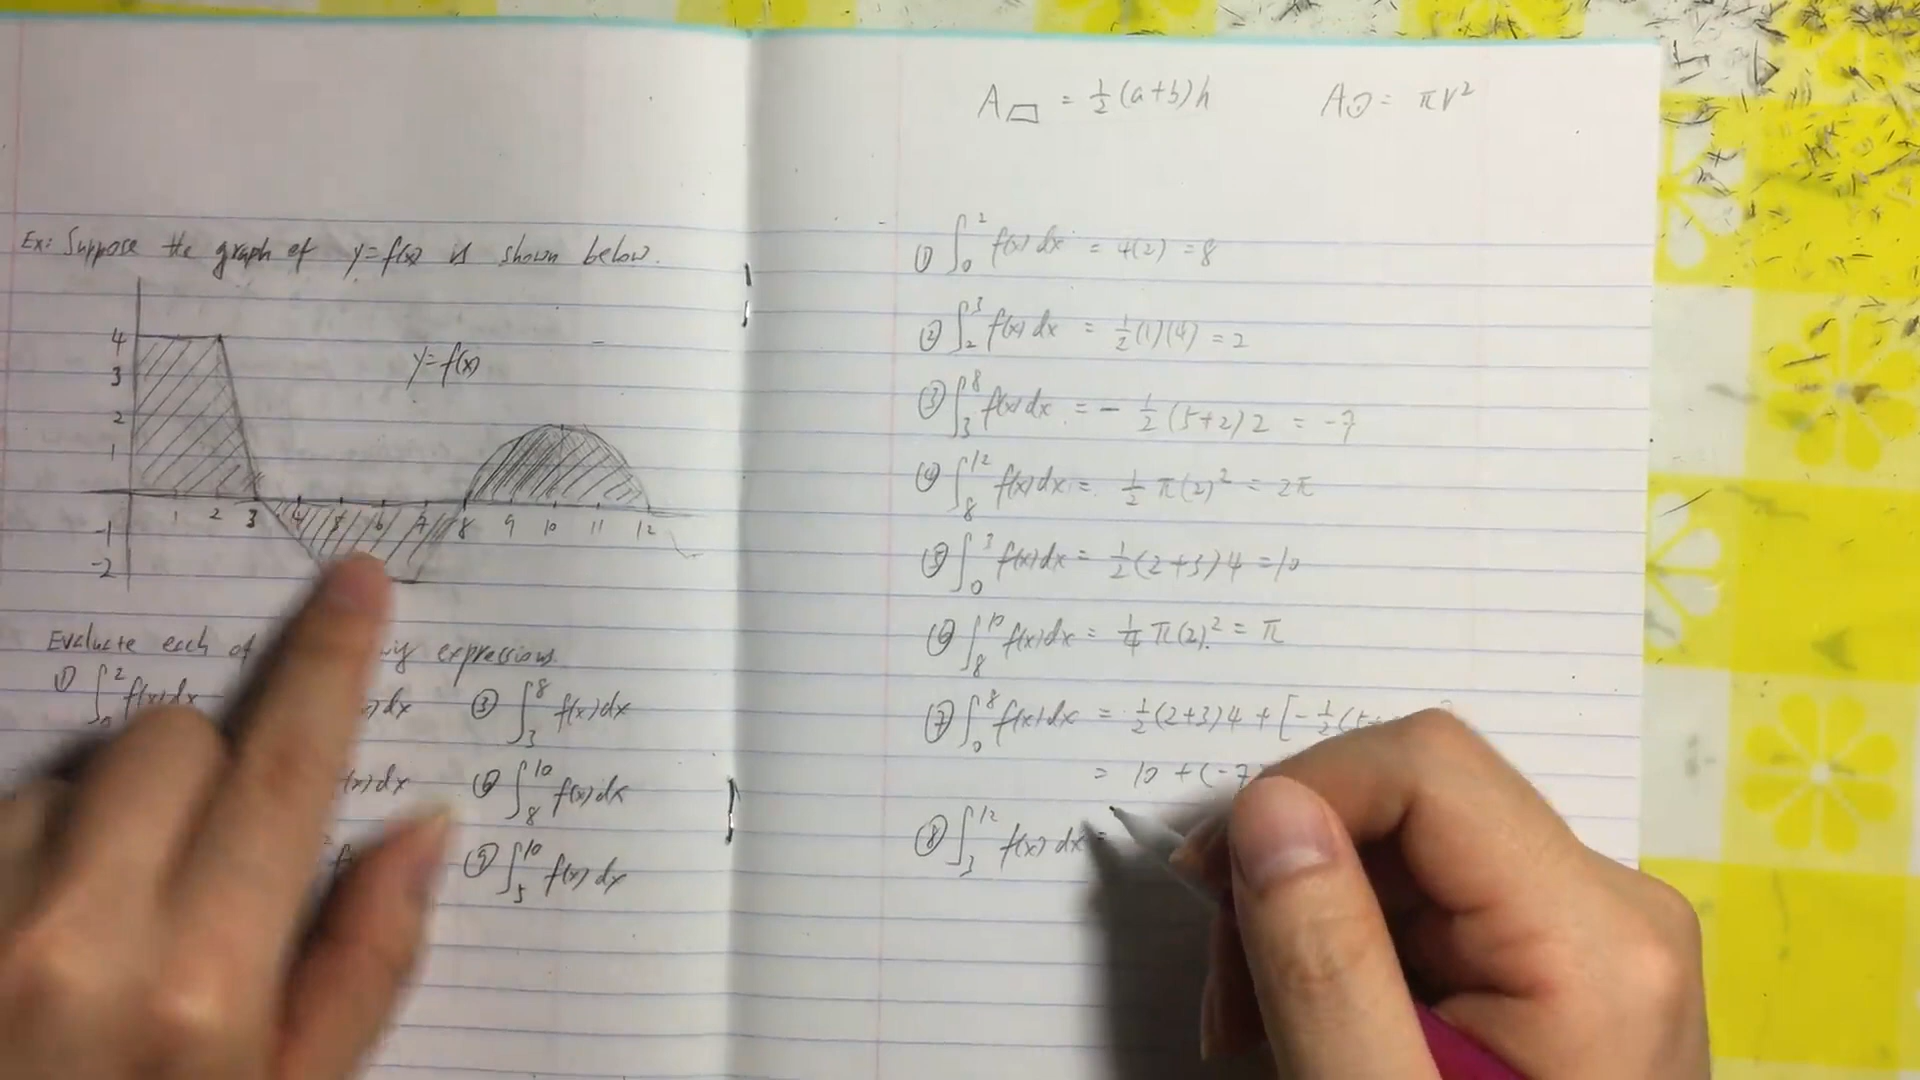 Ex: Suppose the graph of y=f(x) is shown below.
4
3
2
1
-1
-2
1 2 3 4 5 6 7 8 9 10 11 12
y=f(x)
Evaluate each of expressions.
① ∫₀² f(x)dx (x)dx ③ ∫₃⁸ f(x)dx
(x)dx ⑥ ∫₈¹⁰ f(x)dx
⑨ ∫₅¹⁰ f(x)dx
A▱ = ½(a+b)h A○ = πr²
① ∫₀² f(x)dx = 4(2) = 8
② ∫₂³ f(x)dx = ½(1)(4) = 2
③ ∫₃⁸ f(x)dx = - ½(5+2)2 = -7
④ ∫₈¹² f(x)dx = ½ π(2)² = 2π
⑤ ∫₀³ f(x)dx = ½(2+3)4 = 10
⑥ ∫₈¹⁰ f(x)dx = ¼ π(2)² = π
⑦ ∫₀⁸ f(x)dx = ½(2+3)4 + [-½(5
= 10 + (-7
⑧ ∫₃¹² f(x)dx =